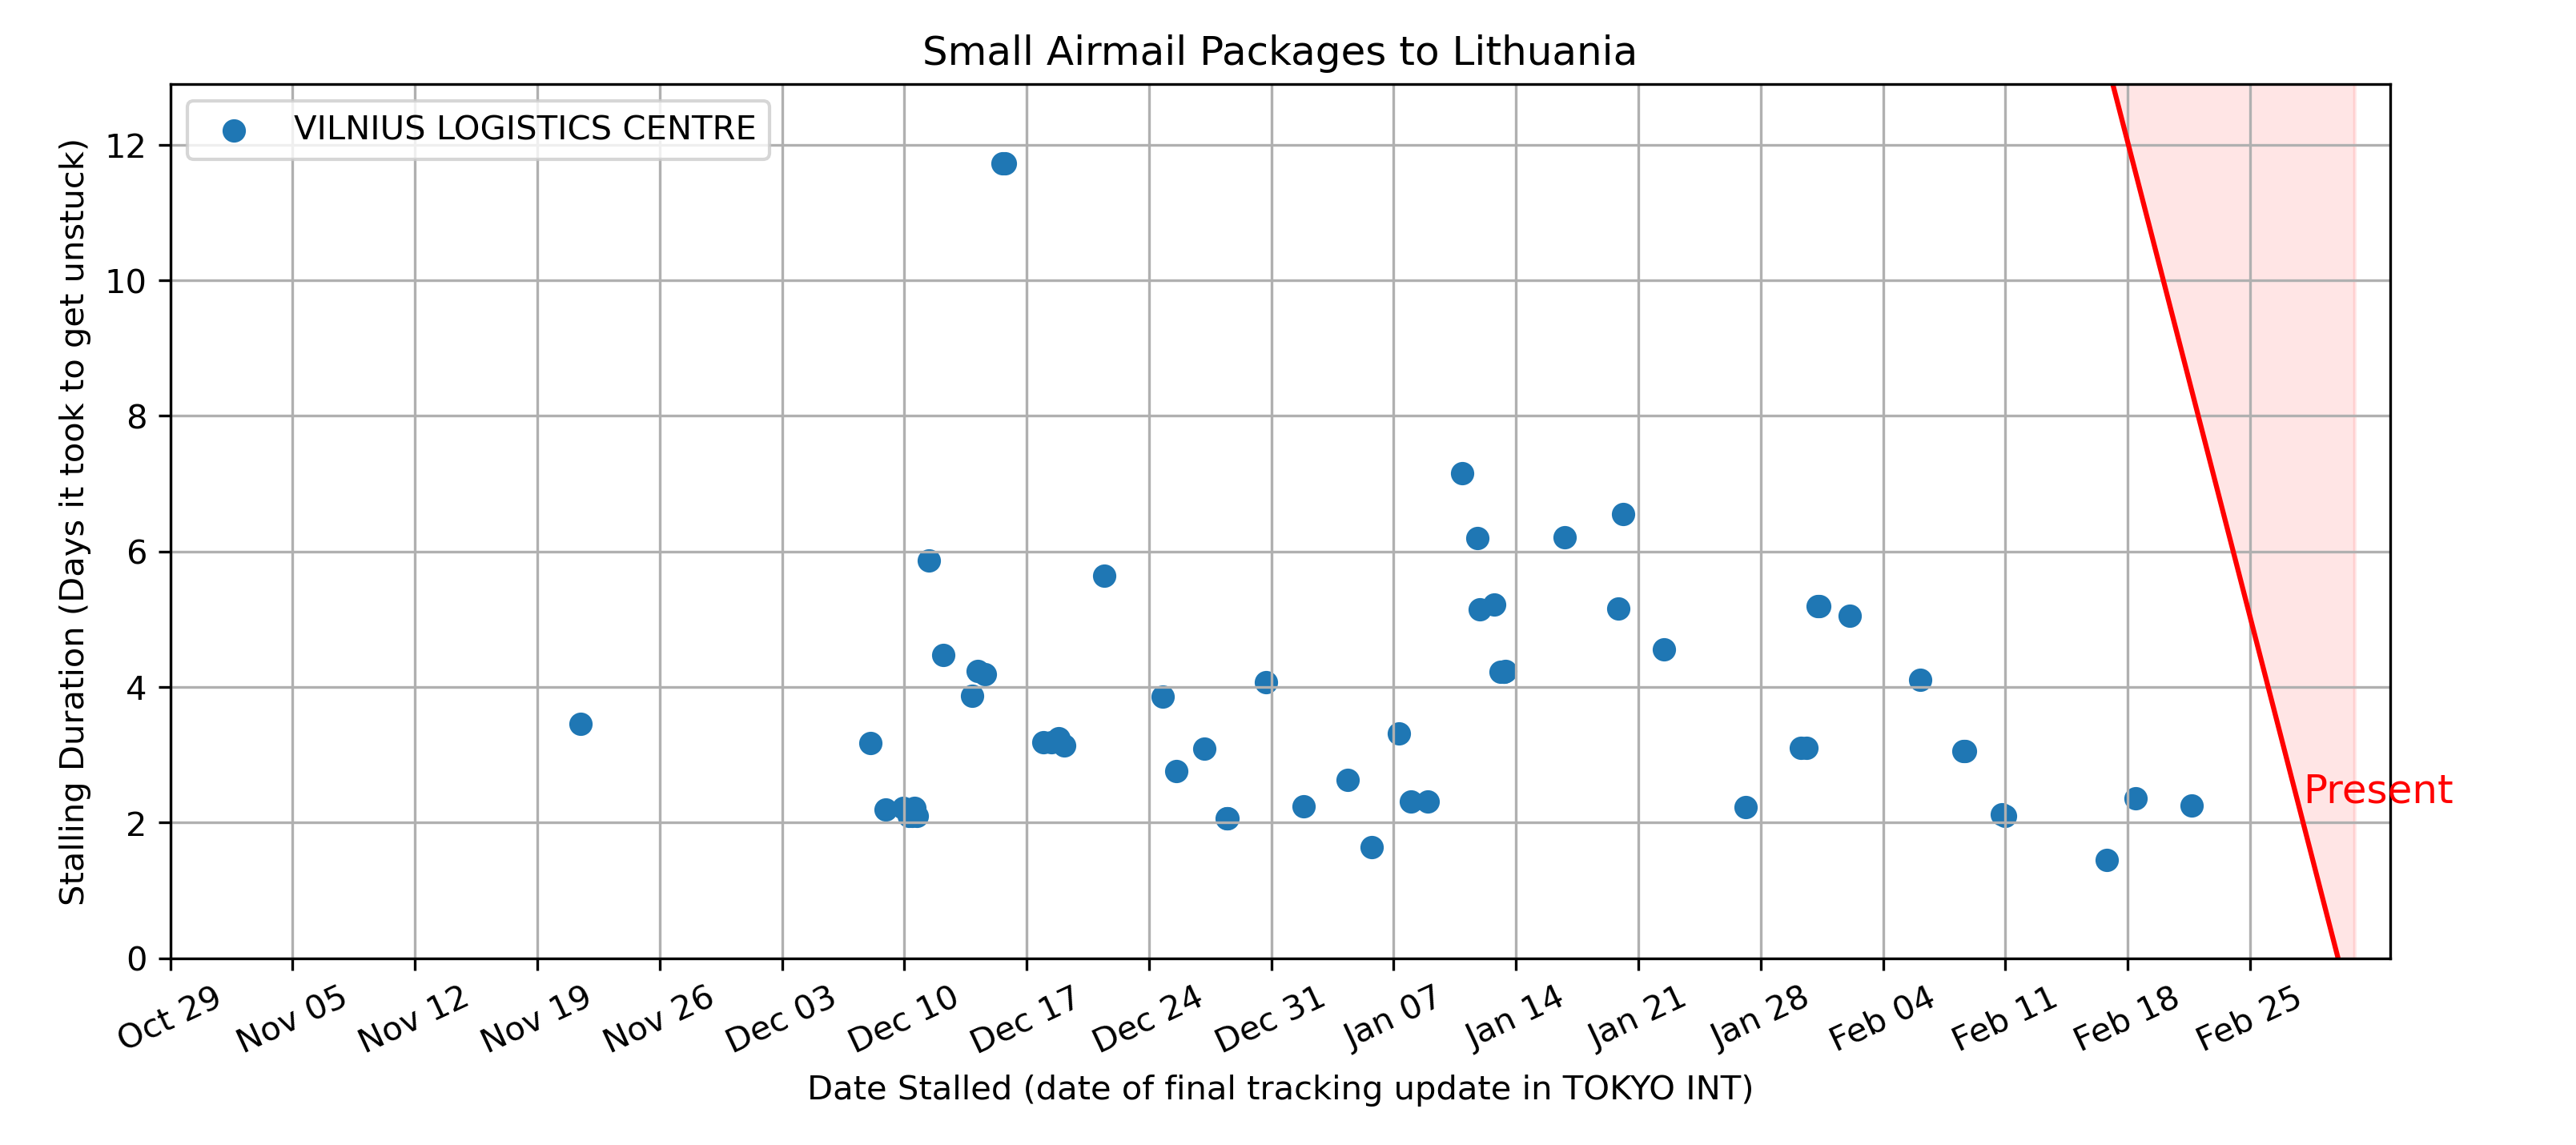 Small Airmail Packages to Lithuania
VILNIUS LOGISTICS CENTRE
Stalling Duration (Days it took to get unstuck)
12
10
8
6
4
2
0
Present
Oct 29
Nov 05
Nov 12
Nov 19
Nov 26
Dec 03
Dec 10
Dec 17
Dec 24
Dec 31
Jan 07
Jan 14
Jan 21
Jan 28
Feb 04
Feb 11
Feb 18
Feb 25
Date Stalled (date of final tracking update in TOKYO INT)